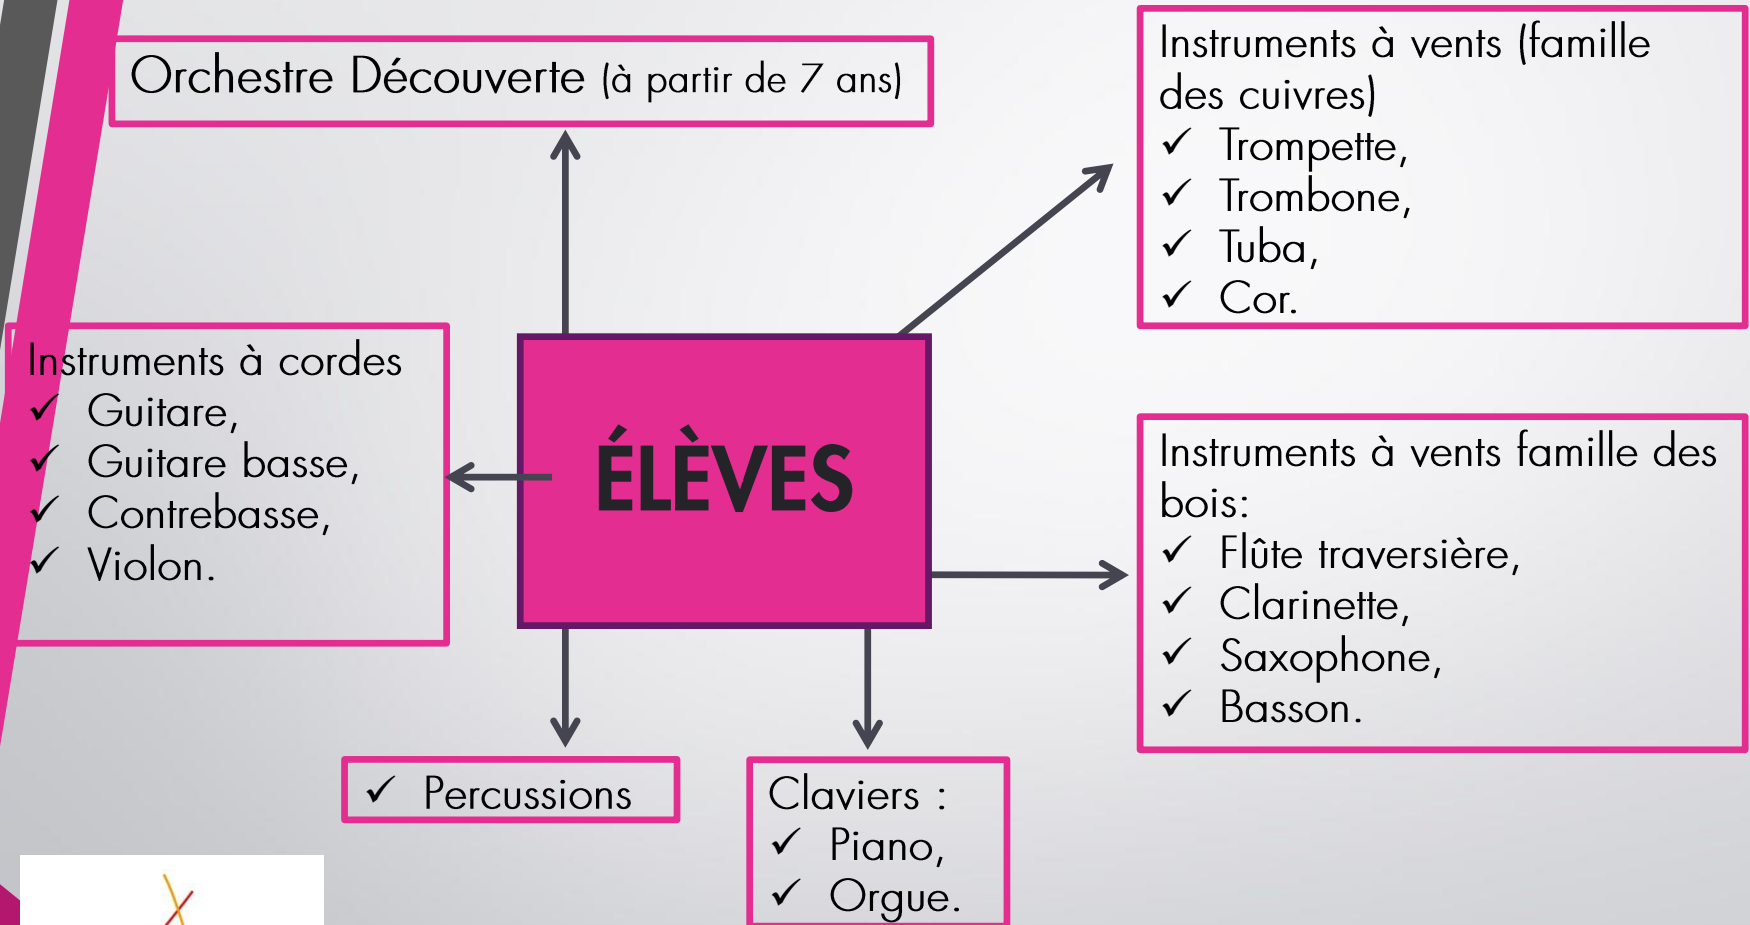 Orchestre Découverte (à partir de 7 ans)
Instruments à vents (famille
des cuivres)
✓ Trompette,
✓ Trombone,
✓ Tuba,
✓ Cor.
Instruments à cordes
✓ Guitare,
✓ Guitare basse,
✓ Contrebasse,
✓ Violon.
ÉLÈVES
Instruments à vents famille des
bois:
✓ Flûte traversière,
✓ Clarinette,
✓ Saxophone,
✓ Basson.
✓ Percussions
Claviers :
✓ Piano,
✓ Orgue.